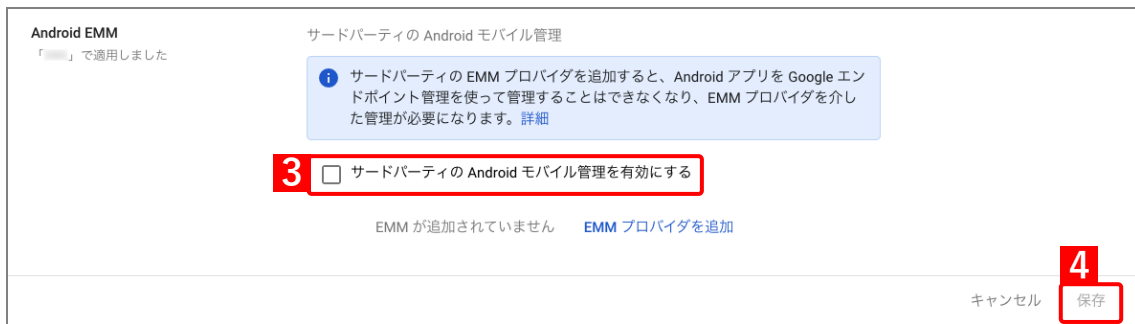 Android EMM
「 」で適用しました
サードパーティの Android モバイル管理
サードパーティの EMM プロバイダを追加すると、Android アプリを Google エン
ドポイント管理を使って管理することはできなくなり、EMM プロバイダを介し
た管理が必要になります。詳細
3 サードパーティの Android モバイル管理を有効にする
EMM が追加されていません EMM プロバイダを追加
4
キャンセル 保存